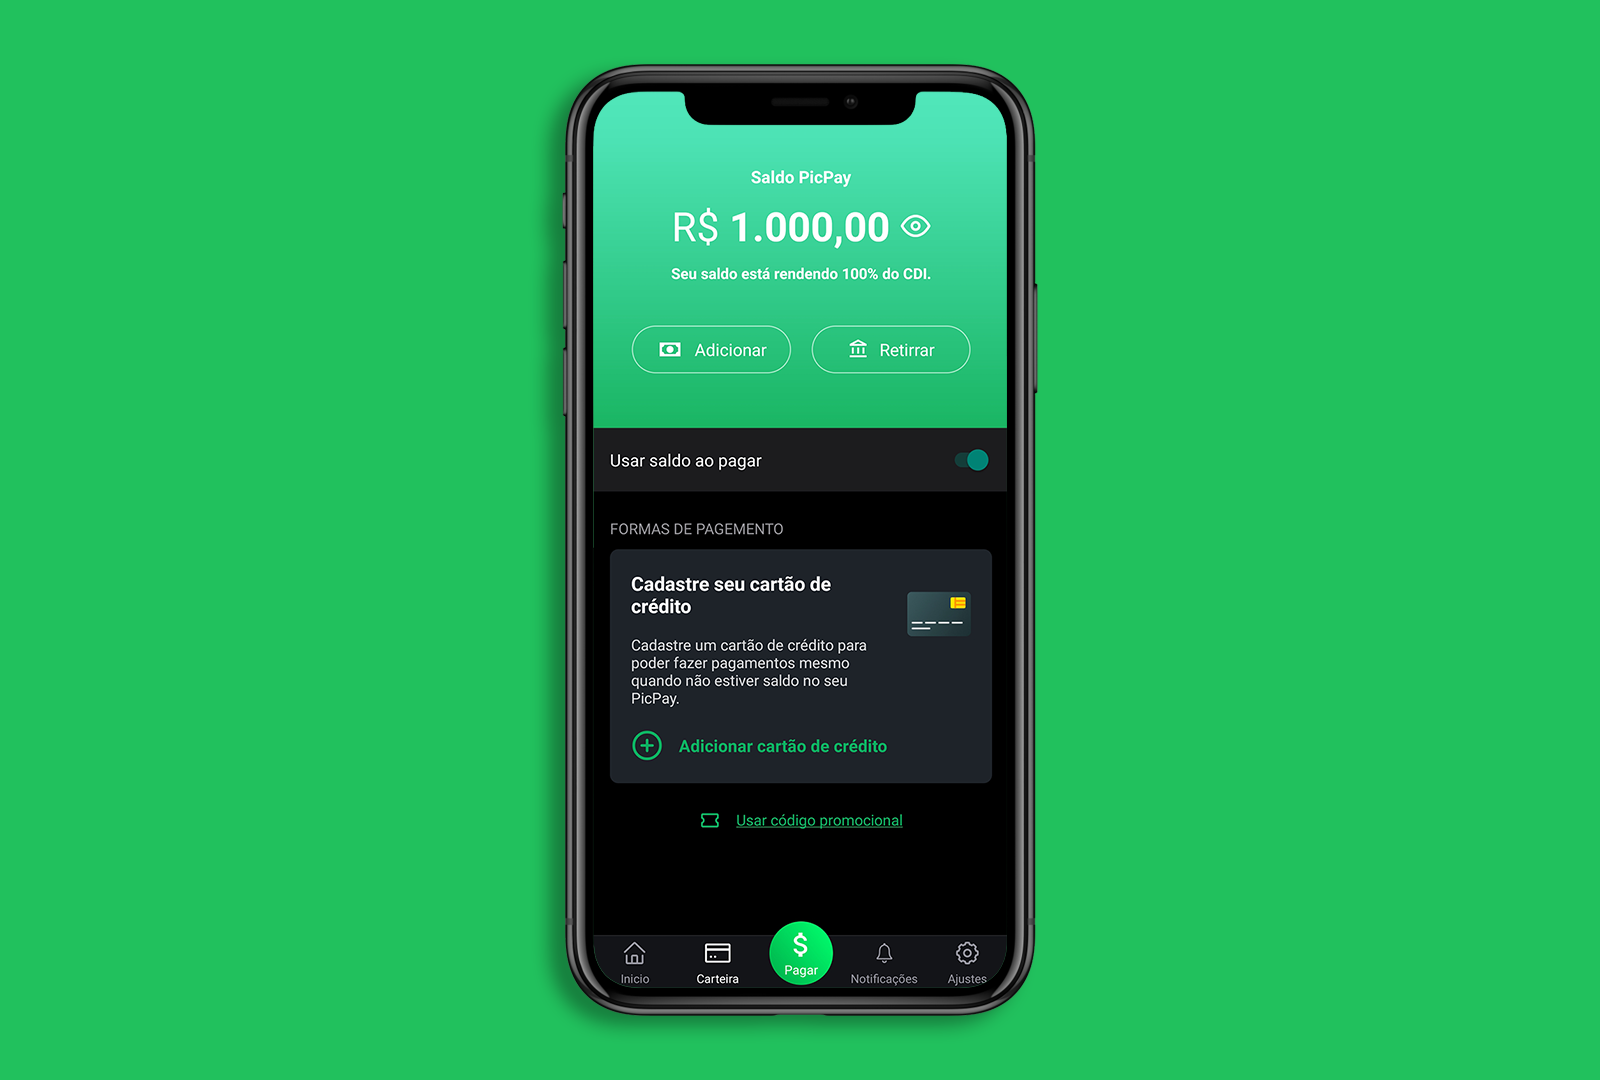 Saldo PicPay
R$ 1.000,00
Seu saldo está rendendo 100% do CDI.
Adicionar
Retirrar
Usar saldo ao pagar
FORMAS DE PAGEMENTO
Cadastre seu cartão de
crédito
Cadastre um cartão de crédito para
poder fazer pagamentos mesmo
quando não estiver saldo no seu
PicPay.
Adicionar cartão de crédito
Usar código promocional
Inicio
Carteira
$
Pagar
Notificações
Ajustes